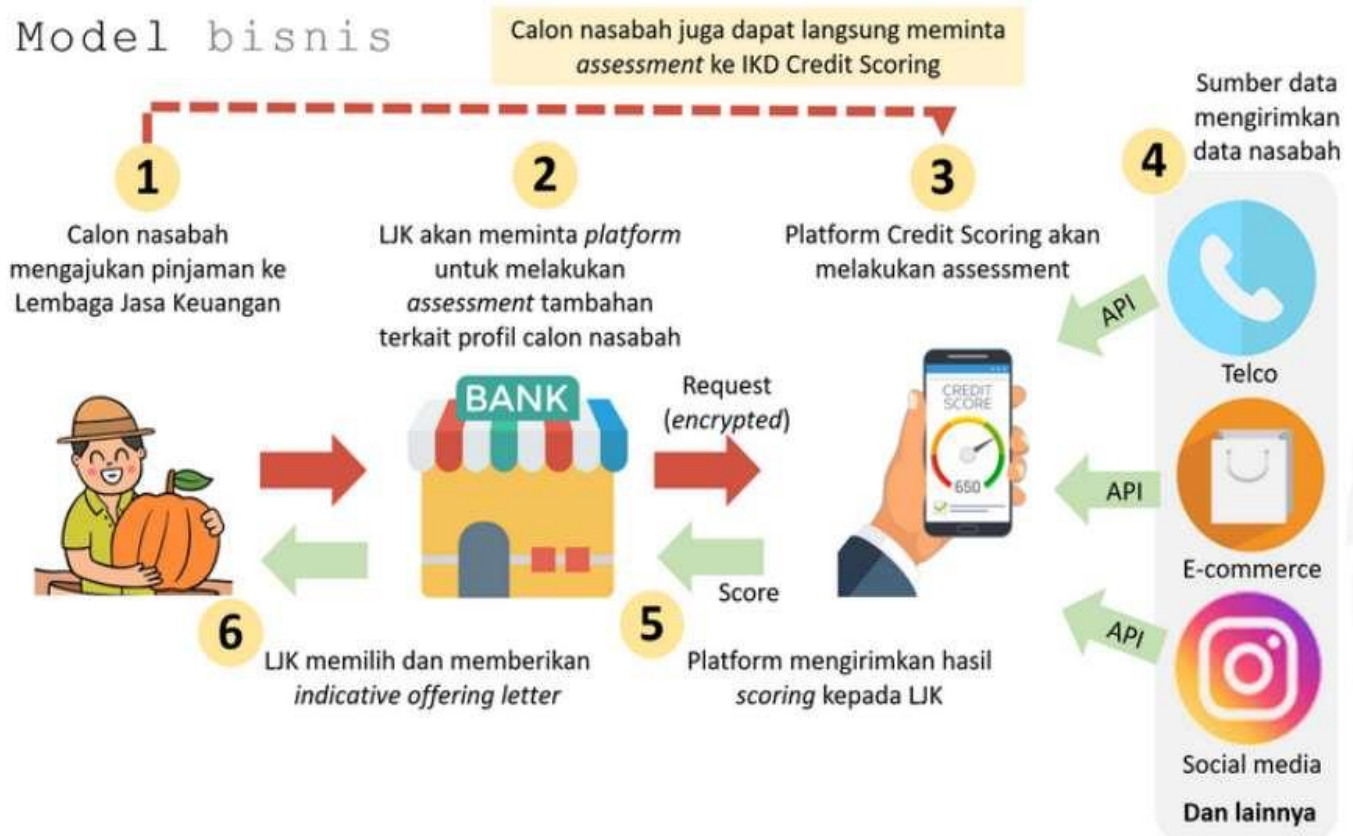 Model bisnis
Calon nasabah juga dapat langsung meminta
assessment ke IKD Credit Scoring
1
Calon nasabah
mengajukan pinjaman ke
Lembaga Jasa Keuangan
2
LJK akan meminta platform
untuk melakukan
assessment tambahan
terkait profil calon nasabah
3
Platform Credit Scoring akan
melakukan assessment
4
Sumber data
mengirimkan
data nasabah
API
Telco
API
E-commerce
API
Social media
Dan lainnya
BANK
Request
(encrypted)
CREDIT
SCORE
650
Score
5
Platform mengirimkan hasil
scoring kepada LJK
6
LJK memilih dan memberikan
indicative offering letter